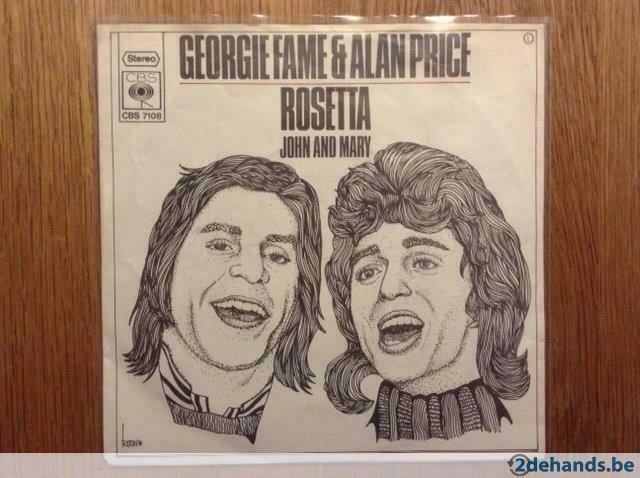 Stereo
CBS
CBS 7108
GEORGIE FAME & ALAN PRICE
ROSETTA
JOHN AND MARY
2dehands.be